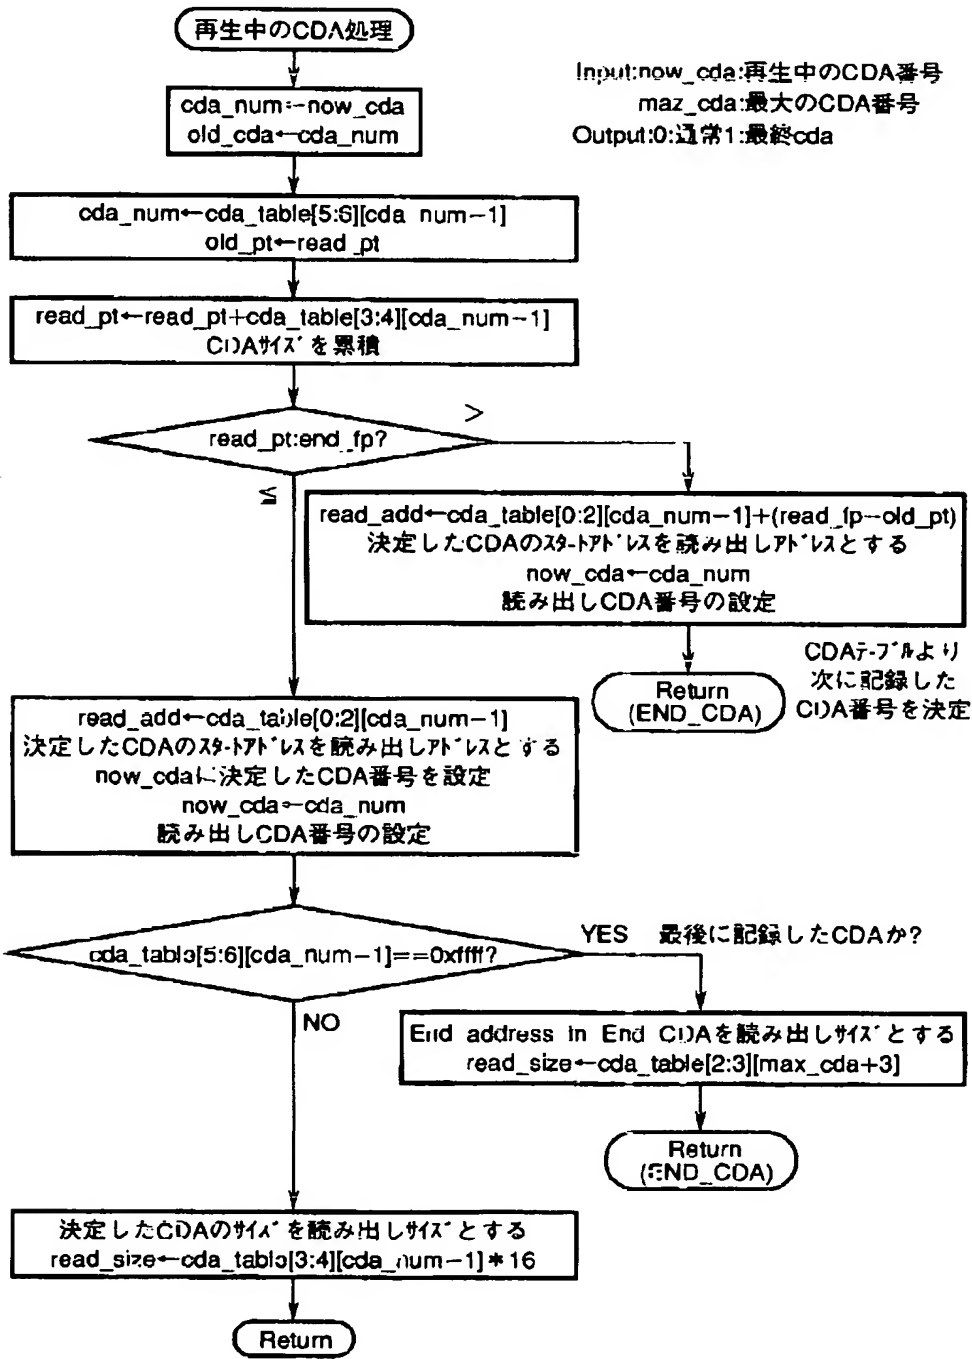 再生中のCDA処理
Input:now_cda:再生中のCDA番号
maz_cda:最大のCDA番号
Output:0:通常1:最終cda
cda_num←now_cda
old_cda←cda_num
cda_num←cda_table[5:6][cda_num−1]
old_pt←read_pt
read_pt←read_pt+cda_table[3:4][cda_num−1]
CDAｻｲｽﾞを累積
read_pt:end_fp?
>
≦
read_add←cda_table[0:2][cda_num−1]+(read_fp−old_pt)
決定したCDAのｽﾀｰﾄｱﾄﾞﾚｽを読み出しｱﾄﾞﾚｽとする
now_cda←cda_num
読み出しCDA番号の設定
Return
(END_CDA)
CDAﾃｰﾌﾞﾙより
次に記録した
CDA番号を決定
read_add←cda_table[0:2][cda_num−1]
決定したCDAのｽﾀｰﾄｱﾄﾞﾚｽを読み出しｱﾄﾞﾚｽとする
now_cdaに決定したCDA番号を設定
now_cda←cda_num
読み出しCDA番号の設定
cda_table[5:6][cda_num−1]==0xffff?
YES 最後に記録したCDAか?
NO
End address in End CDAを読み出しｻｲｽﾞとする
read_size←cda_table[2:3][max_cda+3]
Return
(END_CDA)
決定したCDAのｻｲｽﾞを読み出しｻｲｽﾞとする
read_size←cda_table[3:4][cda_num−1]＊16
Return